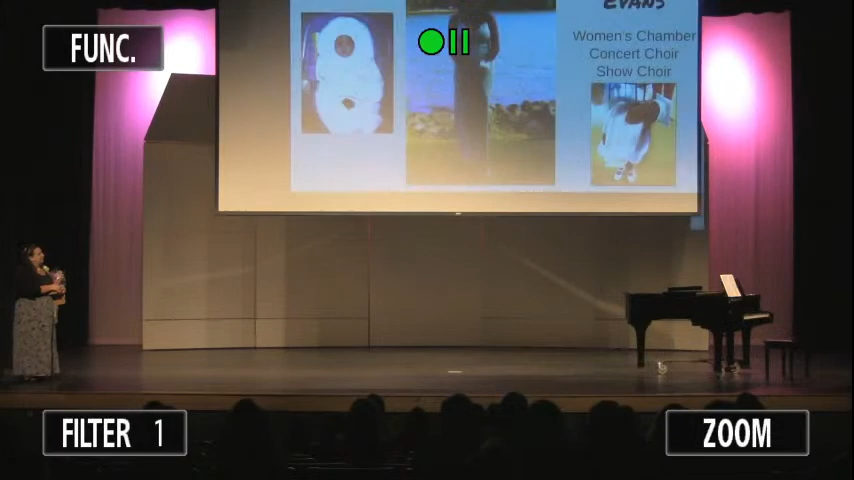 EVANS
FUNC.
Women's Chamber
Concert Choir
Show Choir
FILTER 1
ZOOM